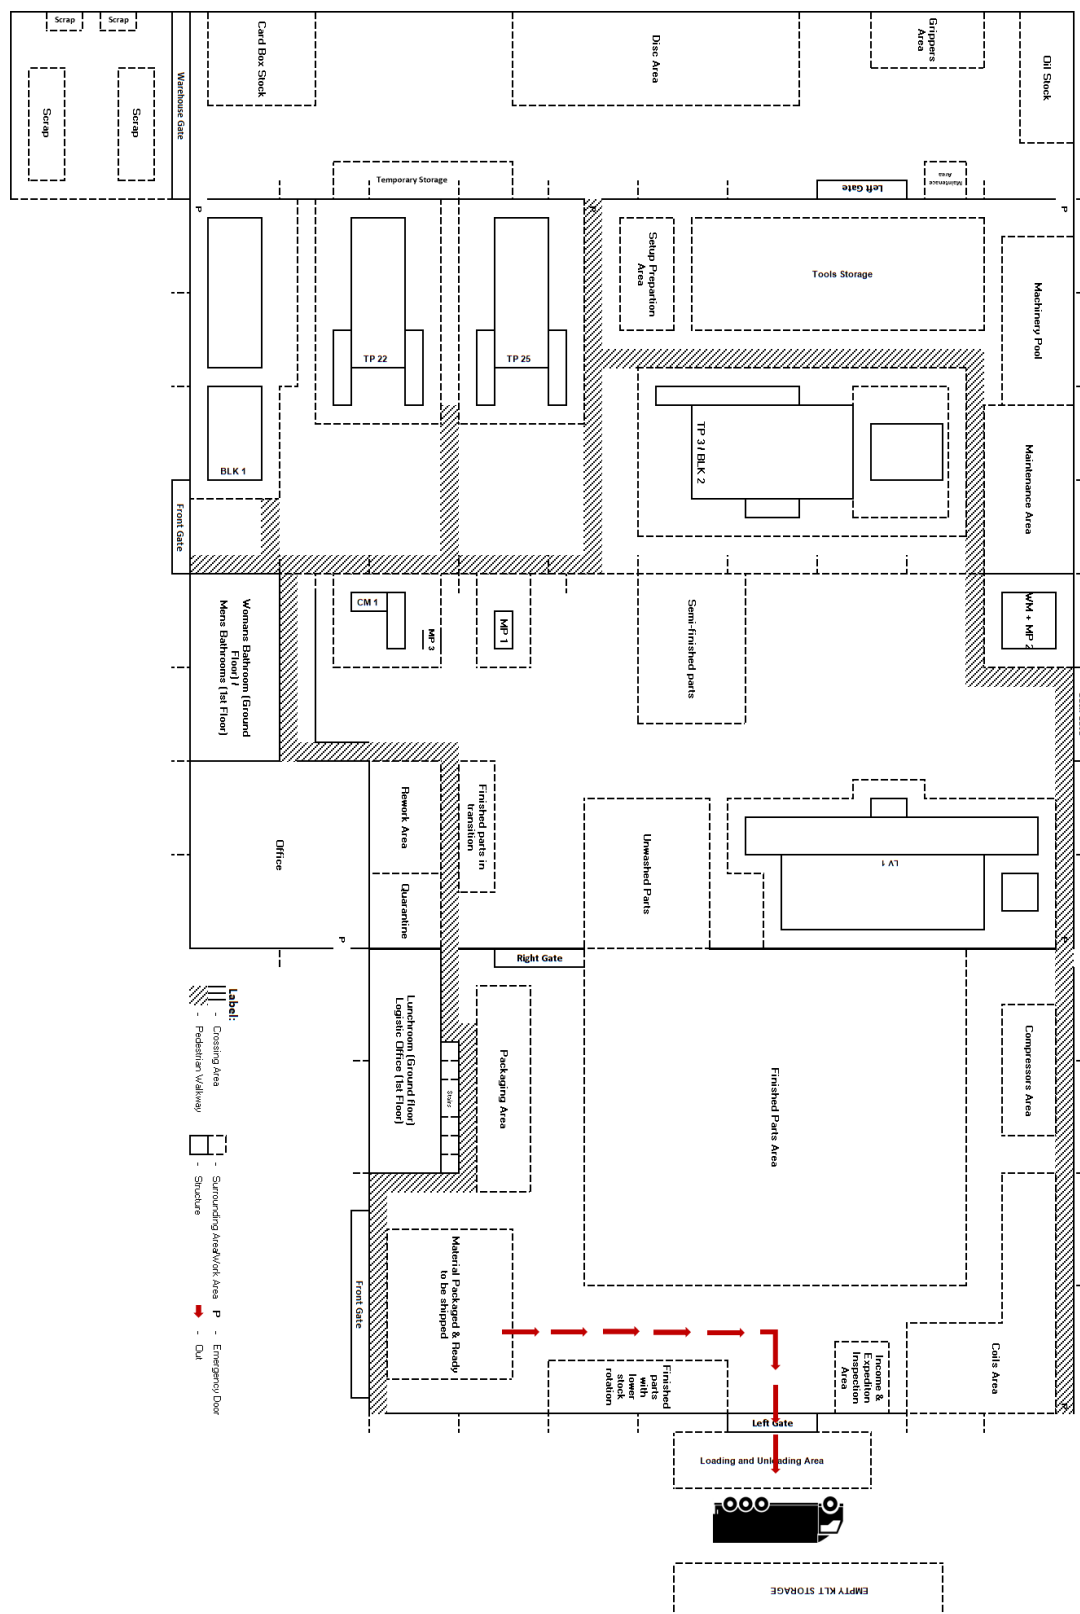 Scrap
Scrap
Scrap
Scrap
Warehouse Gate
Card Box Stock
Disc Area
Grippers
Area
Oil Stock
Temporary Storage
Left Gate
Maintenace
Area
P
P
P
Setup Prepartion
Area
Tools Storage
Machinery Pool
TP 22
TP 25
BLK 1
TP 3 / BLK 2
Maintenance Area
Front Gate
Womans Bathroom (Ground
Floor) /
Mens Bathrooms (1st Floor)
CM 1
MP 3
MP 1
Semi-finished parts
WM + MP 2
Office
Rework Area
Quarantine
Finished parts in
transition
Unwashed Parts
LV 1
P
P
Right Gate
Lunchroom (Ground floor)
Logistic Office (1st Floor)
Stairs
Packaging Area
Finished Parts Area
Compressors Area
Label:
- Crossing Area
- Pedestrian Walkway
- Surrounding Area/Work Area
- Structure
P - Emergency Door
- Out
Front Gate
Material Packaged & Ready
to be shipped
Finished
parts
with
lower
stock
rotation
Income &
Expediton
Inspection
Area
Coils Area
P
Left Gate
Loading and Unloading Area
EMPTY KLT STORAGE